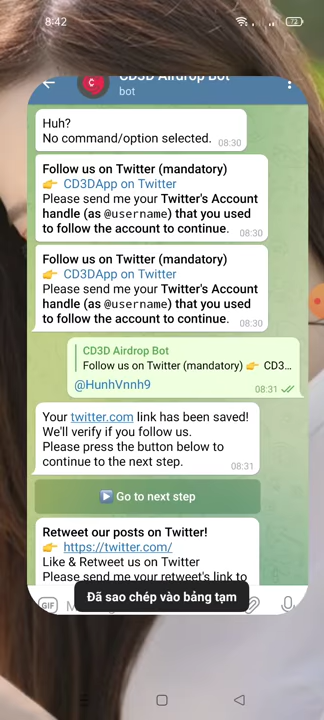 8:42
72
CD3D Airdrop Bot
bot
Huh?
No command/option selected. 08:30
Follow us on Twitter (mandatory)
👉 CD3DApp on Twitter
Please send me your Twitter's Account
handle (as @username) that you used
to follow the account to continue. 08:30
Follow us on Twitter (mandatory)
👉 CD3DApp on Twitter
Please send me your Twitter's Account
handle (as @username) that you used
to follow the account to continue. 08:30
CD3D Airdrop Bot
Follow us on Twitter (mandatory) 👉 CD3...
@HunhVnnh9 08:31
Your twitter.com link has been saved!
We'll verify if you follow us.
Please press the button below to
continue to the next step. 08:31
▶️ Go to next step
Retweet our posts on Twitter!
👉 https://twitter.com/
Like & Retweet us on Twitter
Please send me your retweet's link to
GIF M
Đã sao chép vào bảng tạm